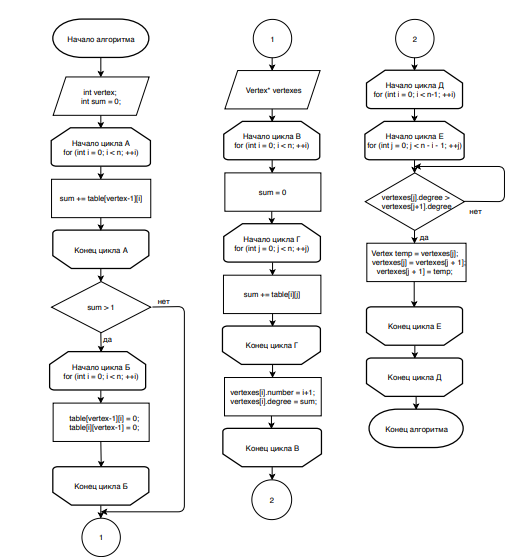 Начало алгоритма
int vertex;
int sum = 0;
Начало цикла А
for (int i = 0; i < n; ++i)
sum += table[vertex-1][i]
Конец цикла А
sum > 1
нет
да
Начало цикла Б
for (int i = 0; i < n; ++i)
table[vertex-1][i] = 0;
table[i][vertex-1] = 0;
Конец цикла Б
1
1
Vertex* vertexes
Начало цикла В
for (int i = 0; i < n; ++i)
sum = 0
Начало цикла Г
for (int j = 0; j < n; ++j)
sum += table[i][j]
Конец цикла Г
vertexes[i].number = i+1;
vertexes[i].degree = sum;
Конец цикла В
2
2
Начало цикла Д
for (int i = 0; i < n-1; ++i)
Начало цикла Е
for (int j = 0; j < n - i - 1; ++j)
vertexes[j].degree >
vertexes[j+1].degree
нет
да
Vertex temp = vertexes[j];
vertexes[j] = vertexes[j + 1];
vertexes[j + 1] = temp;
Конец цикла Е
Конец цикла Д
Конец алгоритма